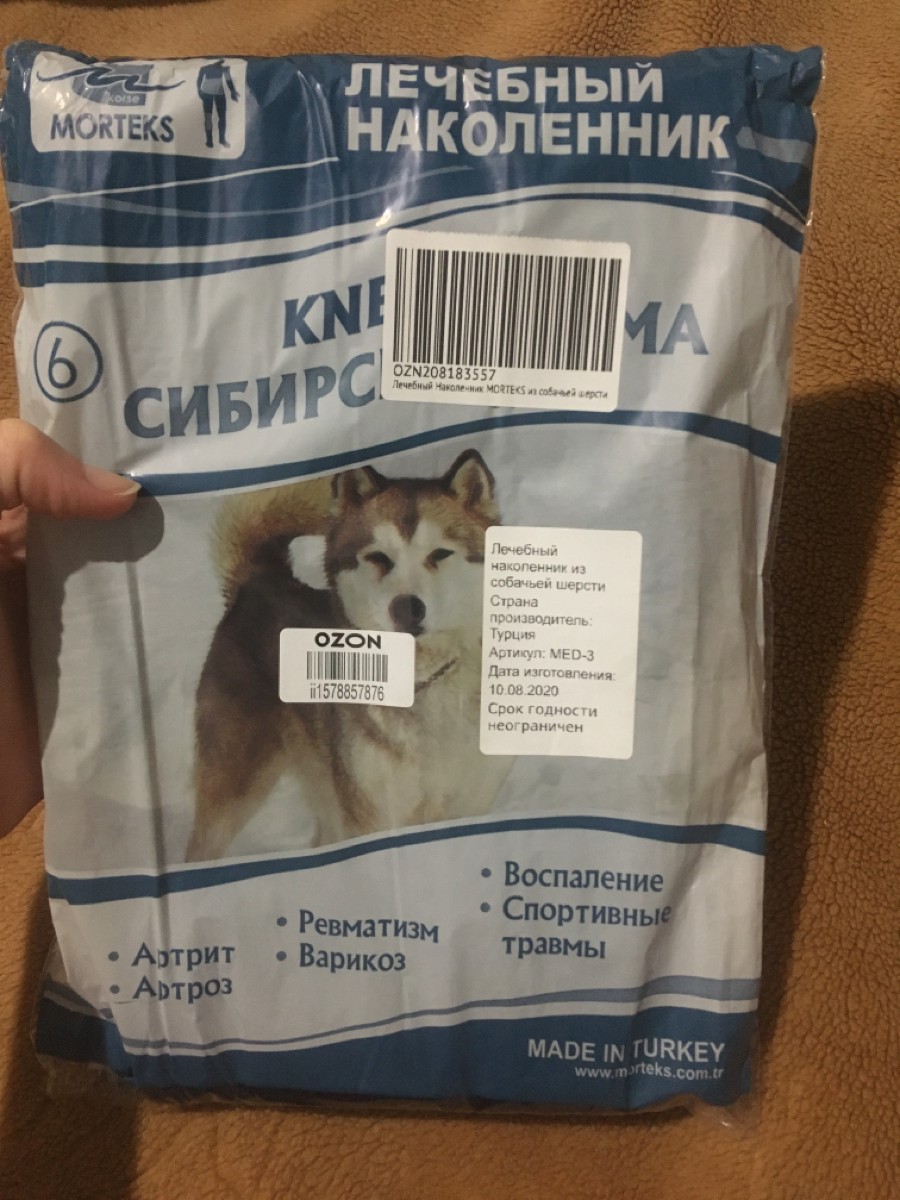 korse
MORTEKS
ЛЕЧЕБНЫЙ
НАКОЛЕННИК
6
OZN208183557
Лечебный Наколенник MORTEKS из собачьей шерсти
OZON
ii1578857876
Лечебный
наколенник из
собачьей шерсти
Страна
производитель:
Турция
Артикул: MED-3
Дата изготовления:
10.08.2020
Срок годности
неограничен
• Артрит
• Артроз
• Ревматизм
• Варикоз
• Воспаление
• Спортивные
травмы
MADE IN TURKEY
www.morteks.com.tr